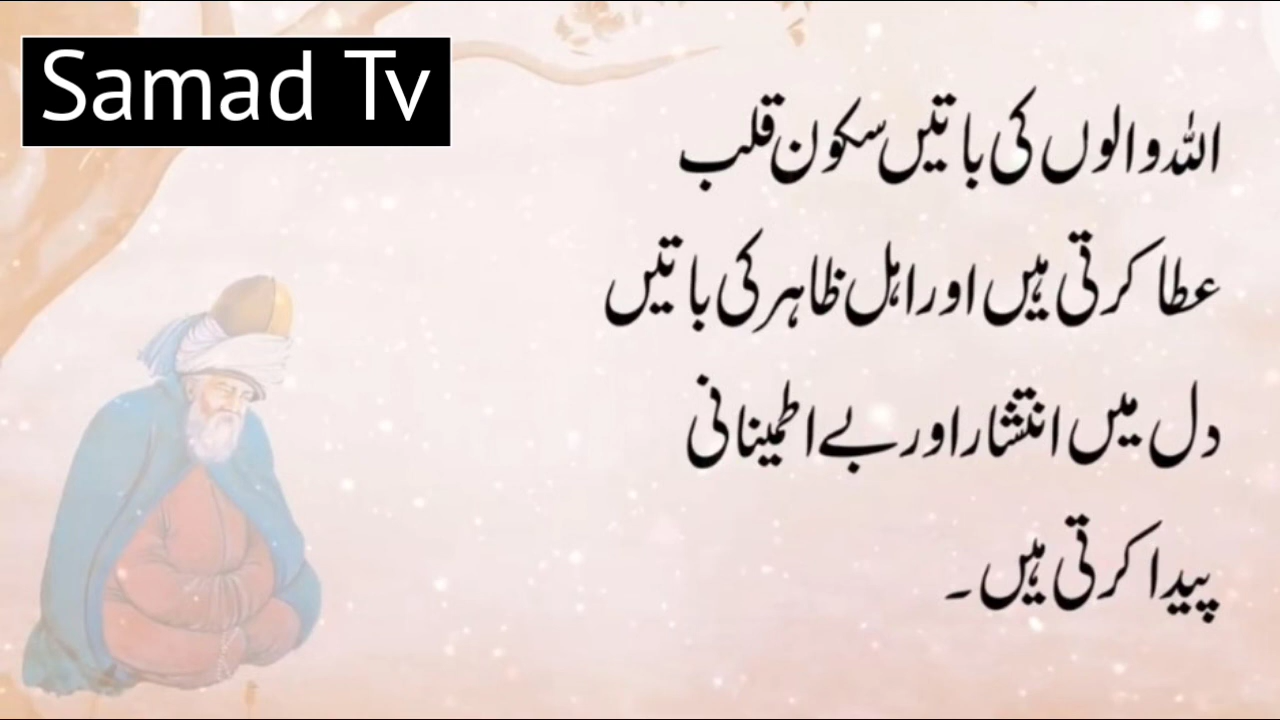 Samad Tv
اللہ والوں کی باتیں سکون قلب
عطا کرتی ہیں اور اہل ظاہر کی باتیں
دل میں انتشار اور بے اطمینانی
پیدا کرتی ہیں۔